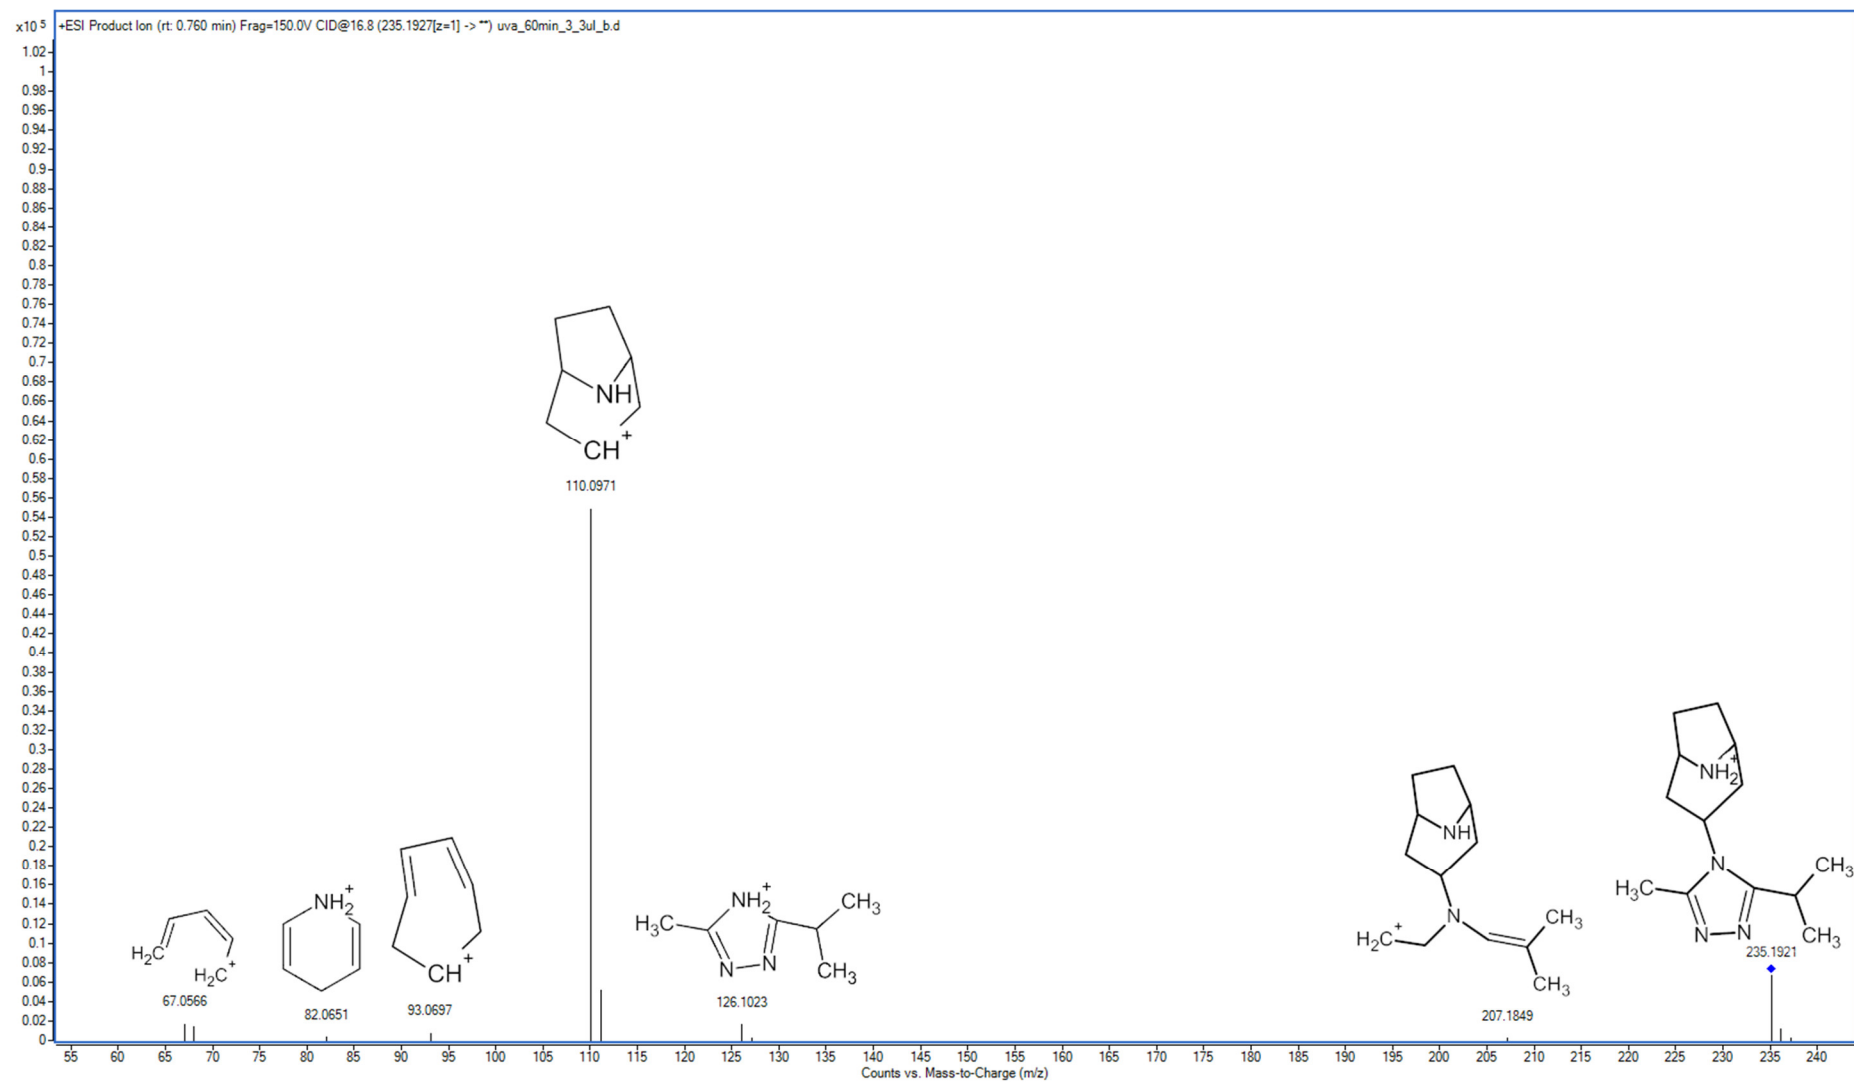 x10 5
+ESI Product Ion (rt: 0.760 min) Frag=150.0V CID@16.8 (235.1927[z=1] -> **) uva_60min_3_3ul_b.d
1.02
1
0.98
0.96
0.94
0.92
0.9
0.88
0.86
0.84
0.82
0.8
0.78
0.76
0.74
0.72
0.7
0.68
0.66
0.64
0.62
0.6
0.58
0.56
0.54
0.52
0.5
0.48
0.46
0.44
0.42
0.4
0.38
0.36
0.34
0.32
0.3
0.28
0.26
0.24
0.22
0.2
0.18
0.16
0.14
0.12
0.1
0.08
0.06
0.04
0.02
0
H2C
H2C+
67.0566
NH2+
82.0651
CH+
93.0697
NH
CH+
110.0971
H3C
NH2+
N
N
CH3
CH3
126.1023
NH
N
H2C+
CH3
CH3
207.1849
NH2+
N
H3C
N
N
CH3
CH3
235.1921
55 60 65 70 75 80 85 90 95 100 105 110 115 120 125 130 135 140 145 150 155 160 165 170 175 180 185 190 195 200 205 210 215 220 225 230 235 240
Counts vs. Mass-to-Charge (m/z)